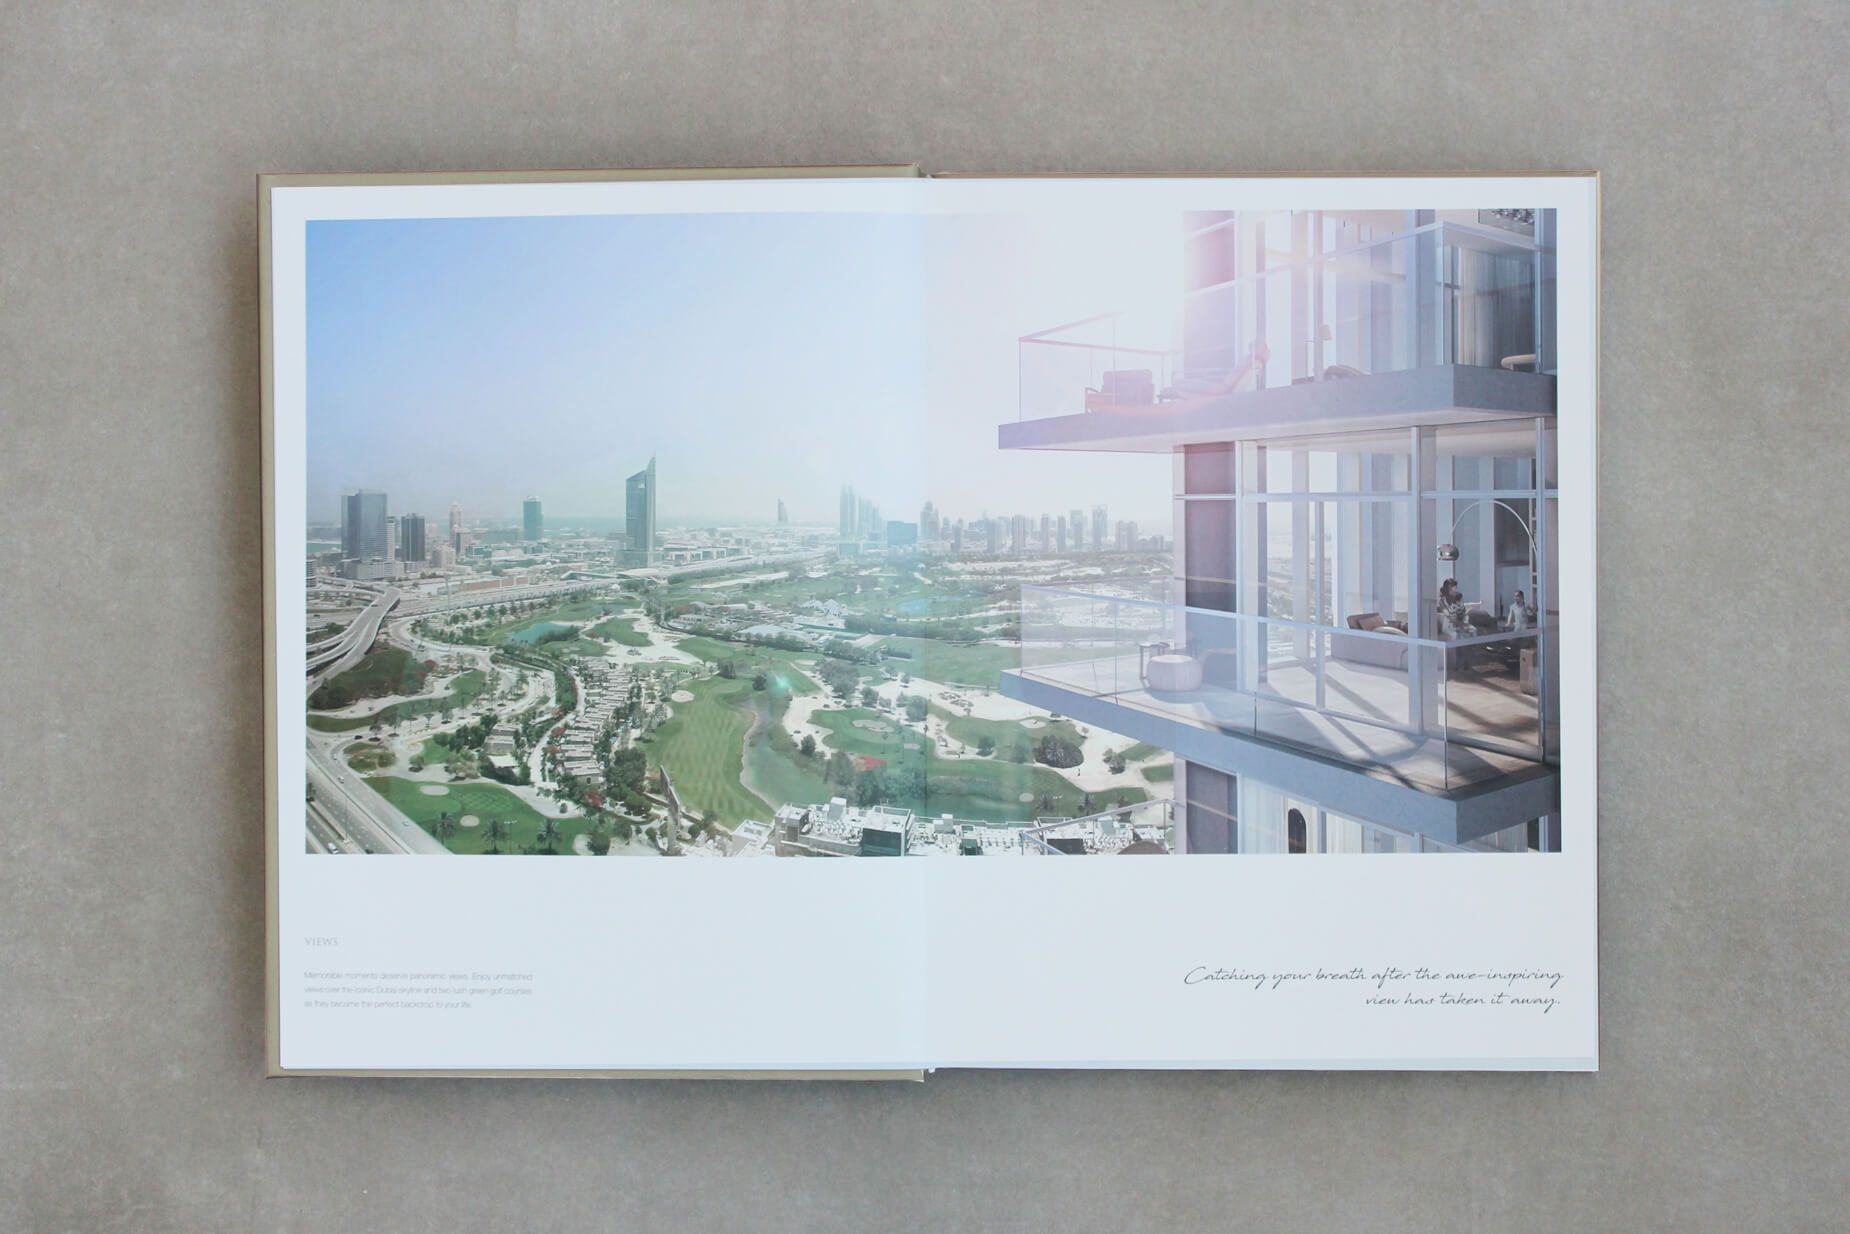 VIEWS
Memorable moments deserve panoramic views. Enjoy unmatched
views over the iconic Dubai skyline and two lush green golf courses
as they become the perfect backdrop to your life.
Catching your breath after the awe-inspiring
view has taken it away.